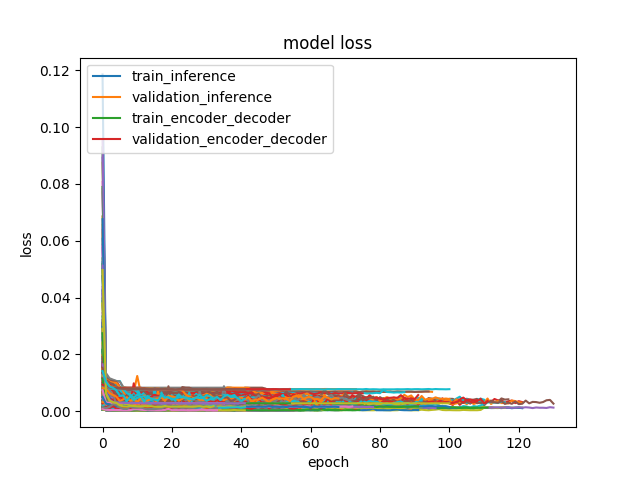 model loss
train_inference
validation_inference
train_encoder_decoder
validation_encoder_decoder
0.12
0.10
0.08
0.06
0.04
0.02
0.00
loss
0 20 40 60 80 100 120
epoch